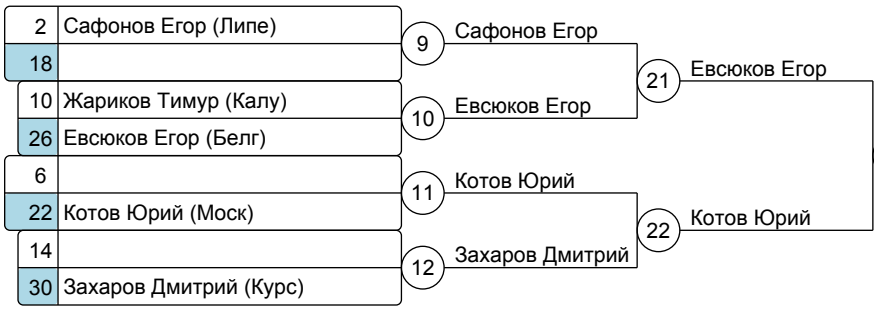 2 Сафонов Егор (Липе)
18
10 Жариков Тимур (Калу)
26 Евсюков Егор (Белг)
6
22 Котов Юрий (Моск)
14
30 Захаров Дмитрий (Курс)
9 Сафонов Егор
10 Евсюков Егор
11 Котов Юрий
12 Захаров Дмитрий
21 Евсюков Егор
22 Котов Юрий